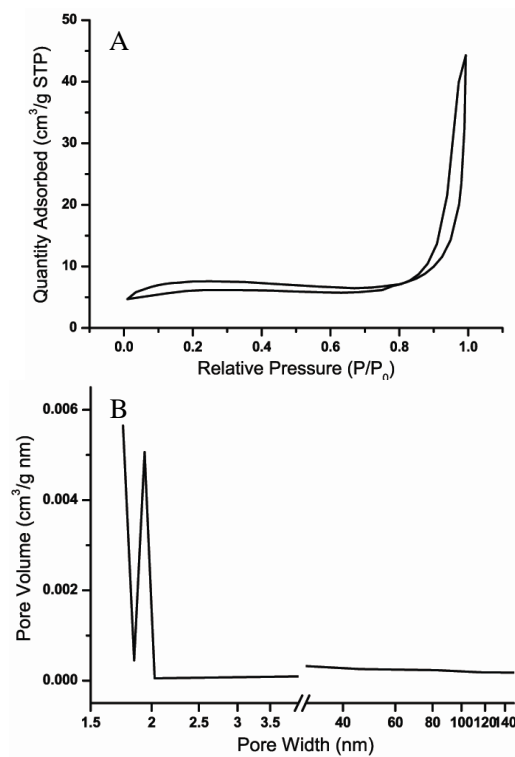 A
50
40
30
20
10
0
Quantity Adsorbed (cm³/g STP)
0.0 0.2 0.4 0.6 0.8 1.0
Relative Pressure (P/P₀)
B
0.006
0.004
0.002
0.000
Pore Volume (cm³/g nm)
1.5 2 2.5 3 3.5 40 60 80 100 120 140
Pore Width (nm)